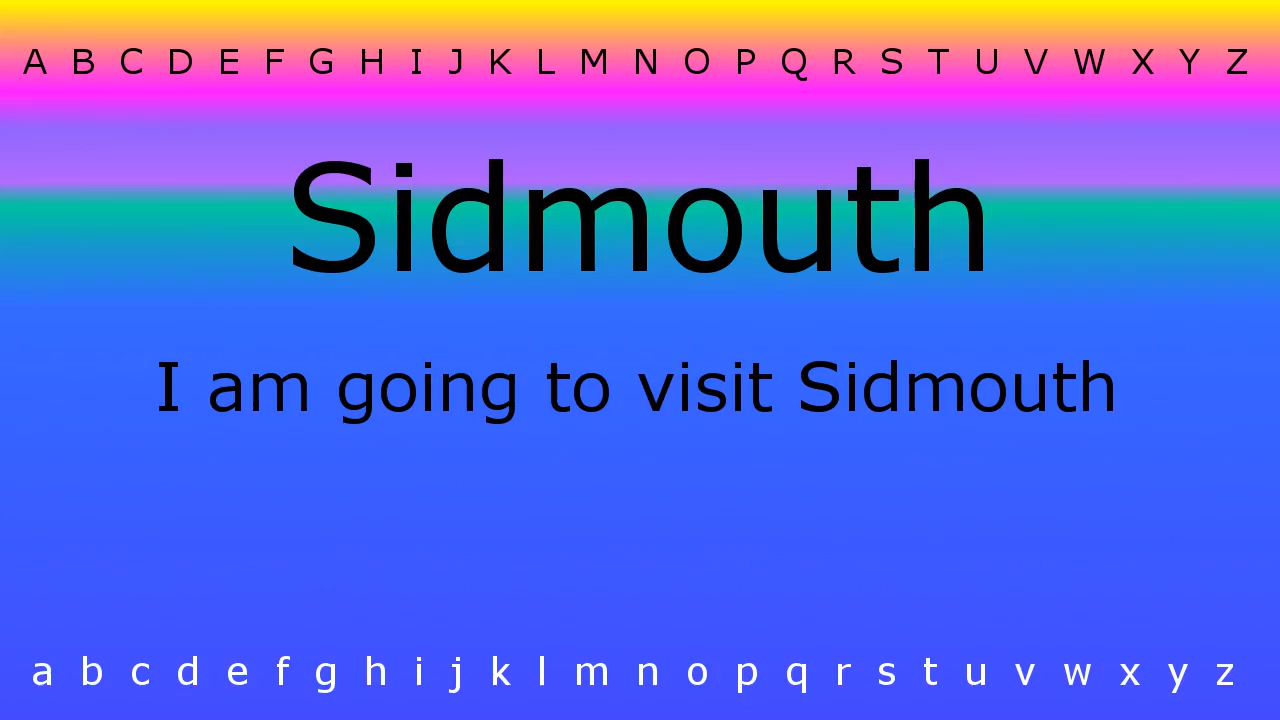 A B C D E F G H I J K L M N O P Q R S T U V W X Y Z
Sidmouth
I am going to visit Sidmouth
a b c d e f g h i j k l m n o p q r s t u v w x y z